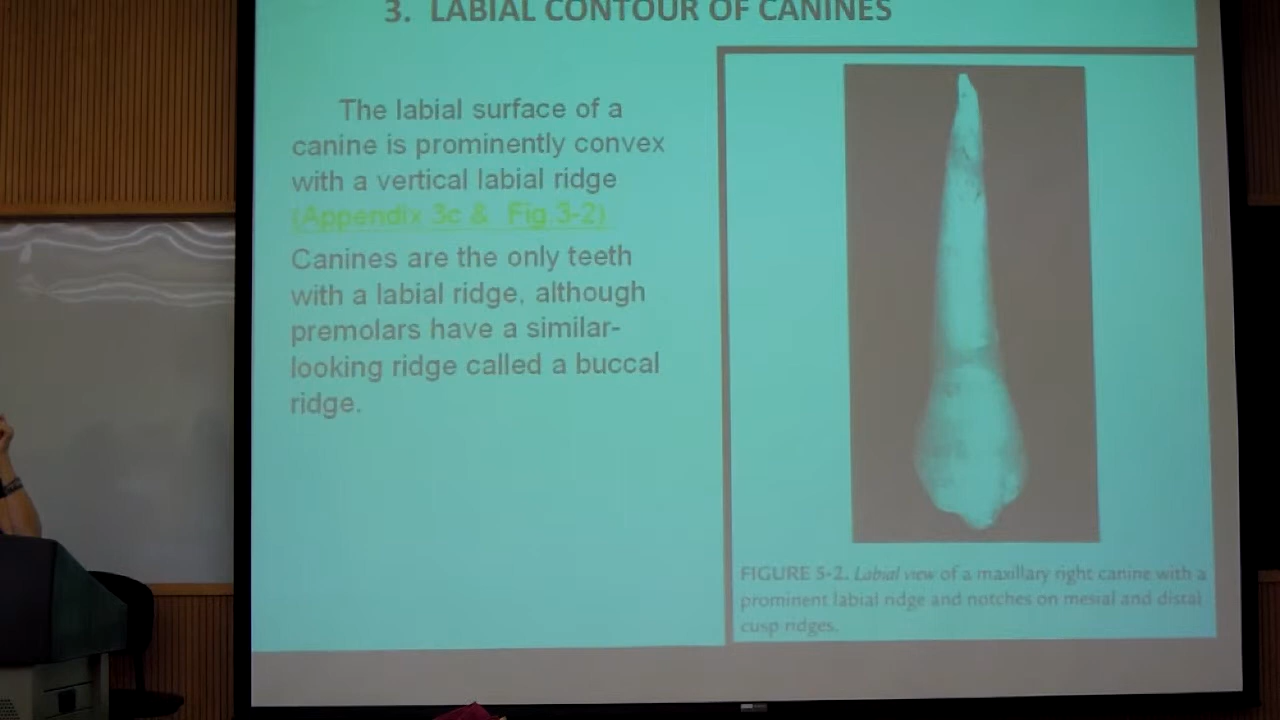 3. LABIAL CONTOUR OF CANINES
The labial surface of a
canine is prominently convex
with a vertical labial ridge
(Appendix 3c & Fig.3-2)
Canines are the only teeth
with a labial ridge, although
premolars have a similar-
looking ridge called a buccal
ridge.
FIGURE 5-2. Labial view of a maxillary right canine with a
prominent labial ridge and notches on mesial and distal
cusp ridges.